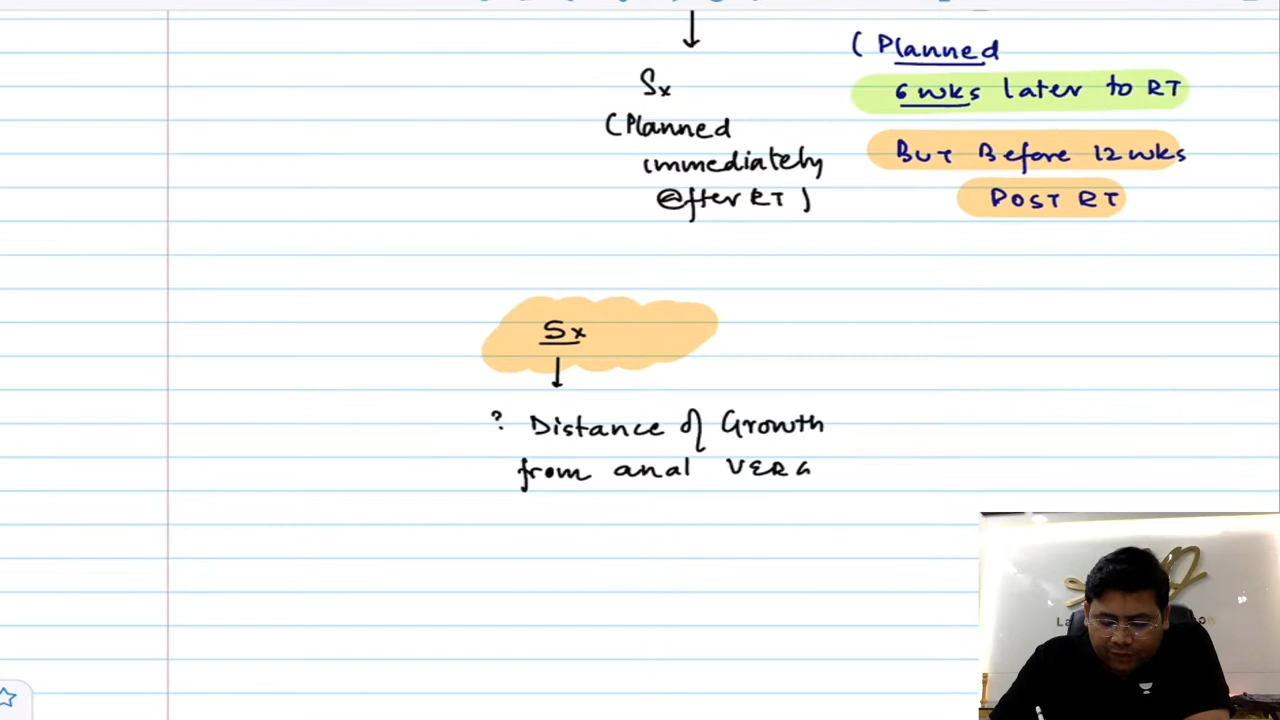 Sx
(Planned
immediately
after RT)
(Planned
6 wks later to RT
BUT Before 12 wks
POST RT
Sx
? Distance of Growth
from anal VERG